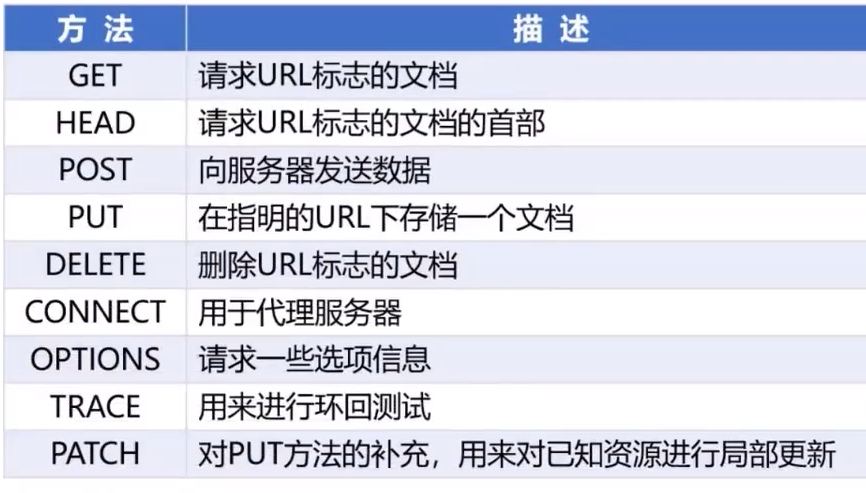 方 法 描 述
GET 请求URL标志的文档
HEAD 请求URL标志的文档的首部
POST 向服务器发送数据
PUT 在指明的URL下存储一个文档
DELETE 删除URL标志的文档
CONNECT 用于代理服务器
OPTIONS 请求一些选项信息
TRACE 用来进行环回测试
PATCH 对PUT方法的补充，用来对已知资源进行局部更新